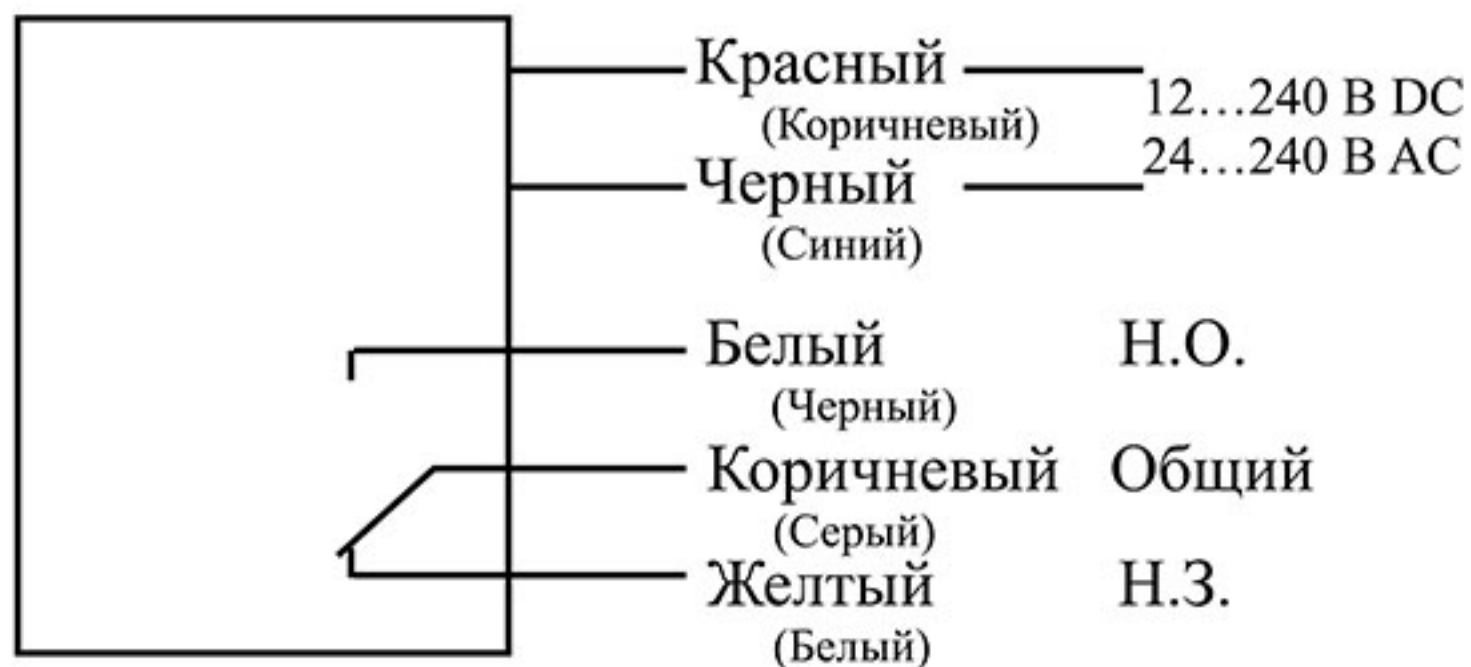 Красный
(Коричневый)
12...240 В DC
24...240 В AC
Черный
(Синий)
Белый Н.О.
(Черный)
Коричневый Общий
(Серый)
Желтый Н.З.
(Белый)